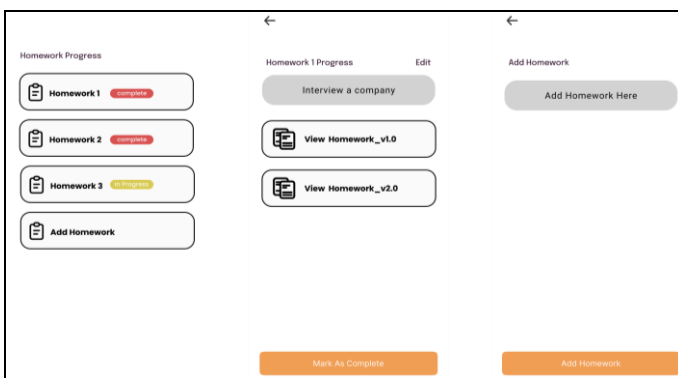 Homework Progress
Homework 1 complete
Homework 2 complete
Homework 3 In Progress
Add Homework
Homework 1 Progress Edit
Interview a company
View Homework_v1.0
View Homework_v2.0
Mark As Complete
Add Homework
Add Homework Here
Add Homework